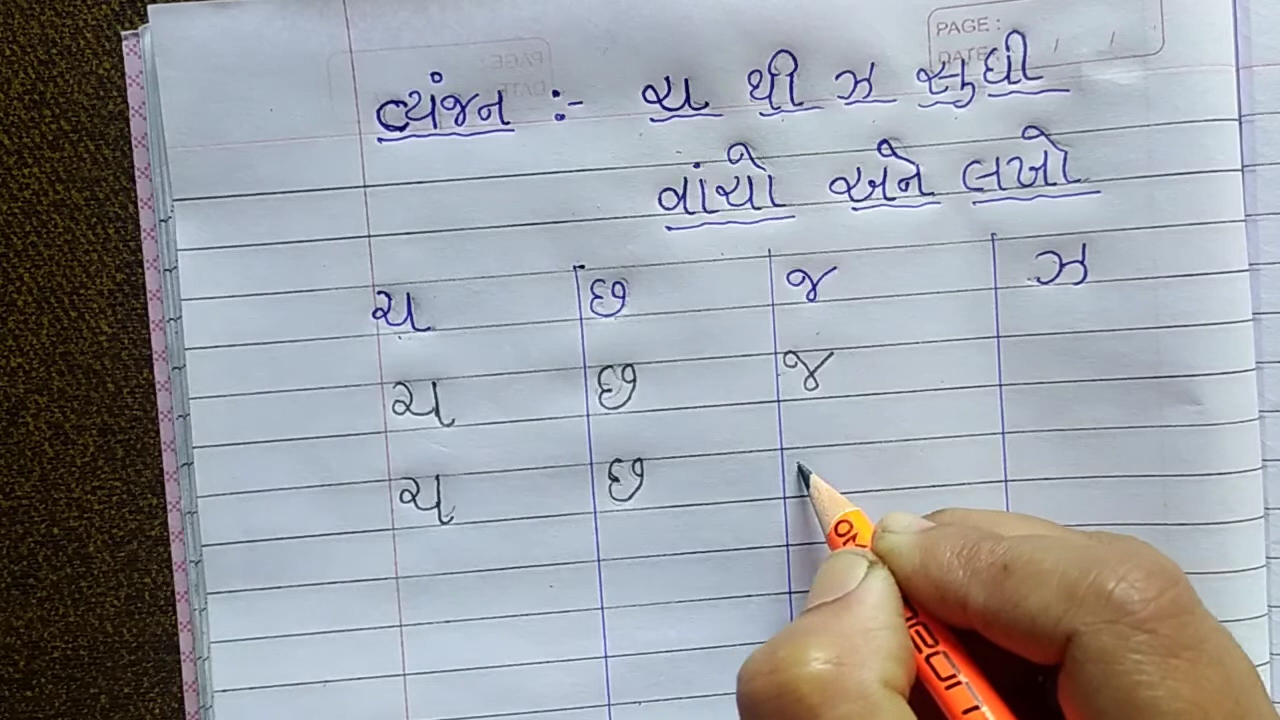 PAGE :
DATE / /
વ્યંજન :- ચ થી ઝ સુધી
વાંચો અને લખો
ચ છ જ ઝ
ચ છ જ
ચ છ